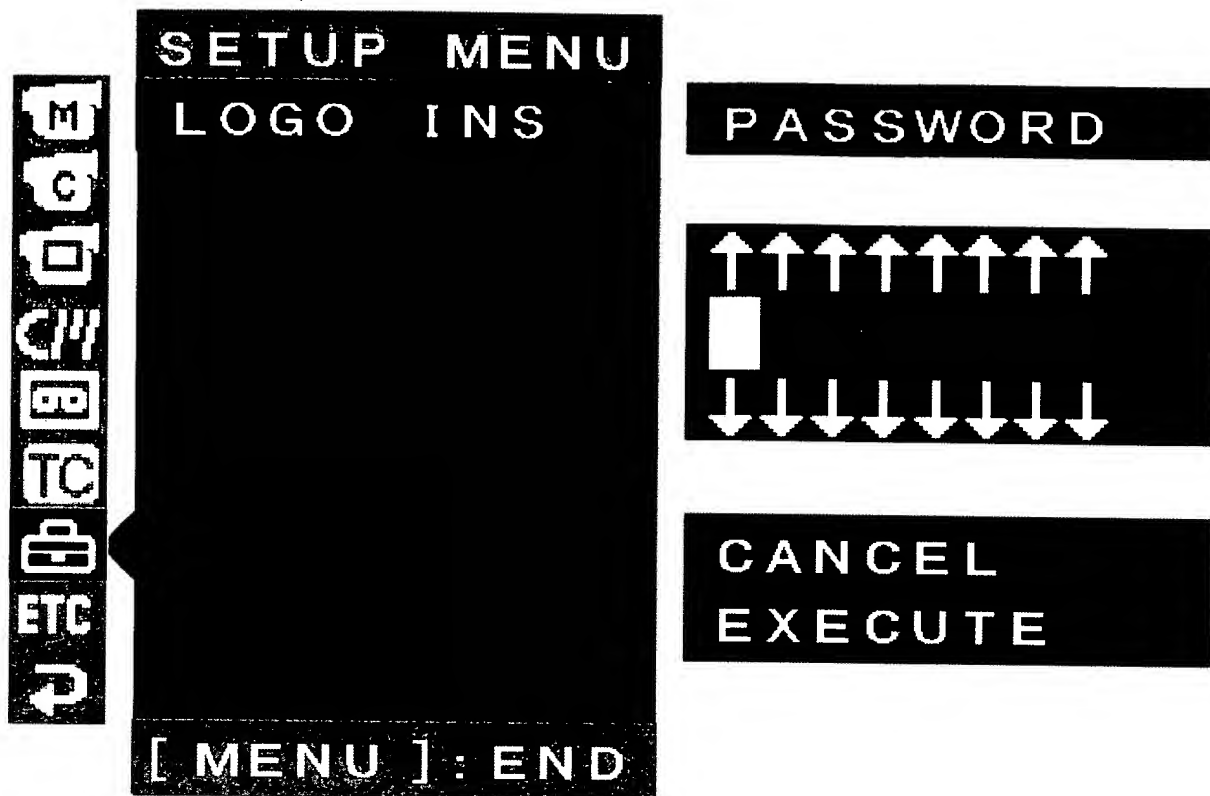 SETUP MENU
LOGO INS
M
C
TC
ETC
[ MENU ] : END
PASSWORD
CANCEL
EXECUTE